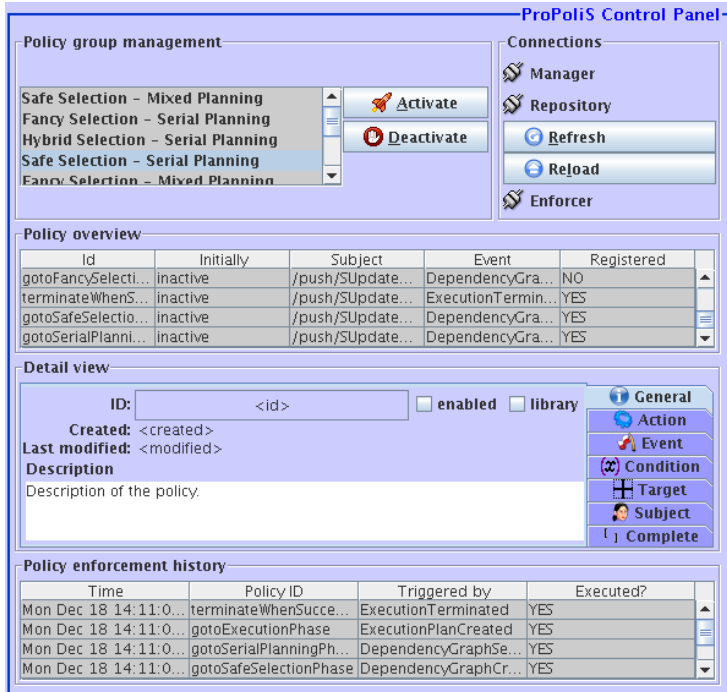 ProPoliS Control Panel
Policy group management
Connections
Safe Selection – Mixed Planning
Fancy Selection – Serial Planning
Hybrid Selection – Serial Planning
Safe Selection – Serial Planning
Fancy Selection – Mixed Planning
Activate
Deactivate
Manager
Repository
Refresh
Reload
Enforcer
Policy overview
Id Initially Subject Event Registered
gotoFancySelecti... inactive /push/SUpdate... DependencyGra... NO
terminateWhenS... inactive /push/SUpdate... ExecutionTermin... YES
gotoSafeSelectio... inactive /push/SUpdate... DependencyGra... YES
gotoSerialPlanni... inactive /push/SUpdate... DependencyGra... YES
Detail view
ID: <id> enabled library
Created: <created>
Last modified: <modified>
Description
Description of the policy.
General
Action
Event
(x) Condition
Target
Subject
[ ] Complete
Policy enforcement history
Time Policy ID Triggered by Executed?
Mon Dec 18 14:11:0... terminateWhenSucce... ExecutionTerminated YES
Mon Dec 18 14:11:0... gotoExecutionPhase ExecutionPlanCreated YES
Mon Dec 18 14:11:0... gotoSerialPlanningPh... DependencyGraphSe... YES
Mon Dec 18 14:11:0... gotoSafeSelectionPhase DependencyGraphCr... YES